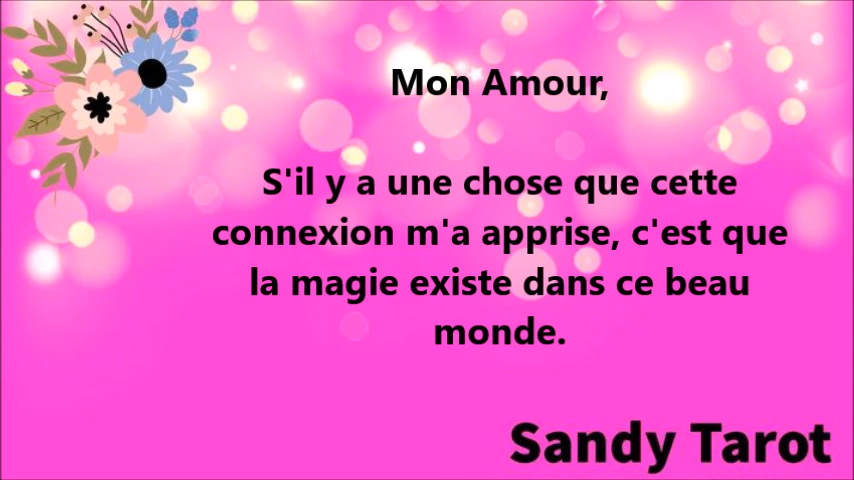 Mon Amour,
S'il y a une chose que cette
connexion m'a apprise, c'est que
la magie existe dans ce beau
monde.
Sandy Tarot